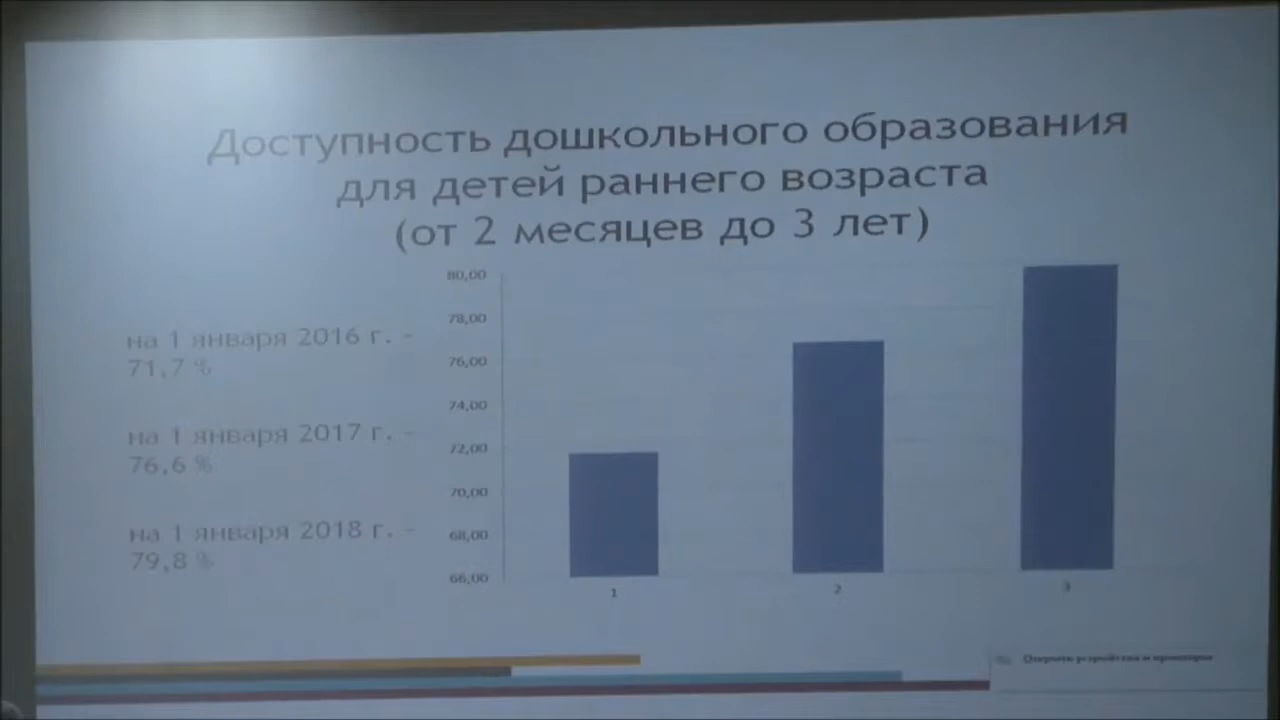 Доступность дошкольного образования
для детей раннего возраста
(от 2 месяцев до 3 лет)
на 1 января 2016 г. -
71,7 %
на 1 января 2017 г. -
76,6 %
на 1 января 2018 г. -
79,8 %
80,00
78,00
76,00
74,00
72,00
70,00
68,00
66,00
1
2
3